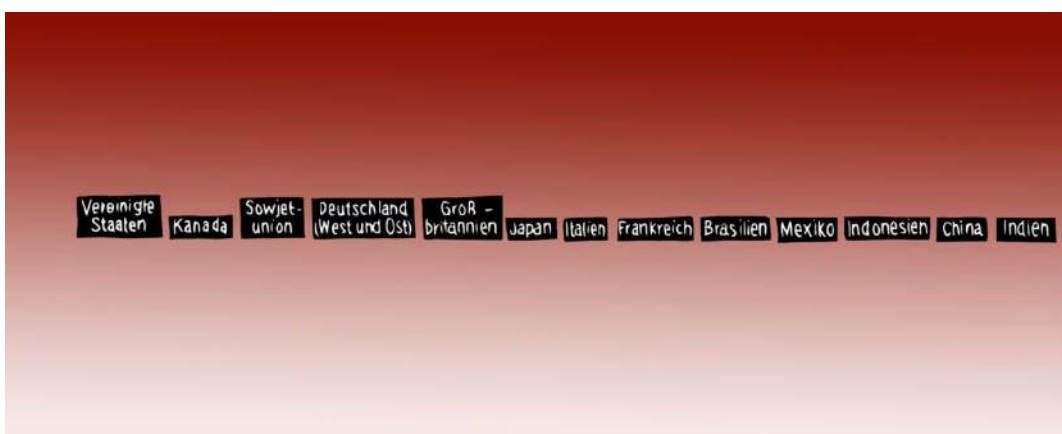 Vereinigte
Staaten
Kanada
Sowjet-
union
Deutschland
(West und Ost)
Groß -
britannien
Japan
Italien
Frankreich
Brasilien
Mexiko
Indonesien
China
Indien